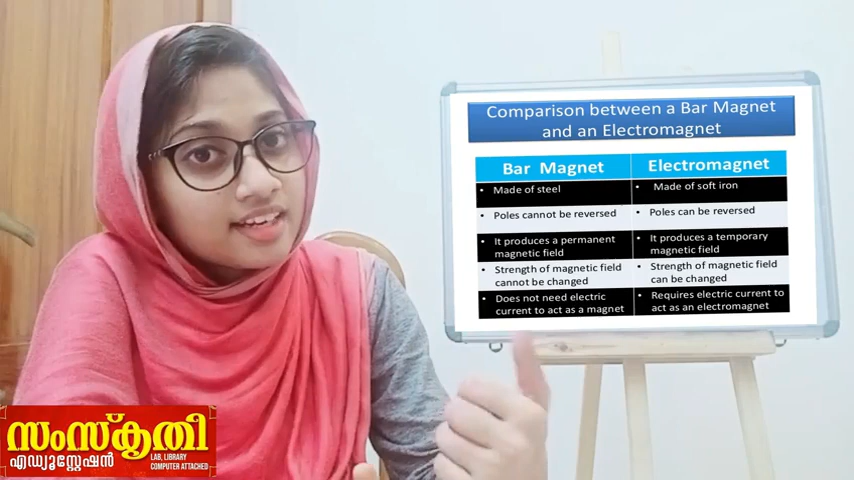 Comparison between a Bar Magnet
and an Electromagnet
Bar Magnet
Electromagnet
• Made of steel
• Made of soft iron
• Poles cannot be reversed
• Poles can be reversed
• It produces a permanent
magnetic field
• It produces a temporary
magnetic field
• Strength of magnetic field
cannot be changed
• Strength of magnetic field
can be changed
• Does not need electric
current to act as a magnet
• Requires electric current to
act as an electromagnet
സംസ്കൃതീ
എഡ്യൂസ്റ്റേഷൻ
LAB, LIBRARY
COMPUTER ATTACHED